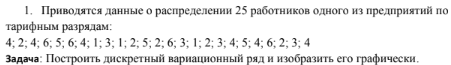 1. Приводятся данные о распределении 25 работников одного из предприятий по
тарифным разрядам:
4; 2; 4; 6; 5; 6; 4; 1; 3; 1; 2; 5; 2; 6; 3; 1; 2; 3; 4; 5; 4; 6; 2; 3; 4
Задача: Построить дискретный вариационный ряд и изобразить его графически.